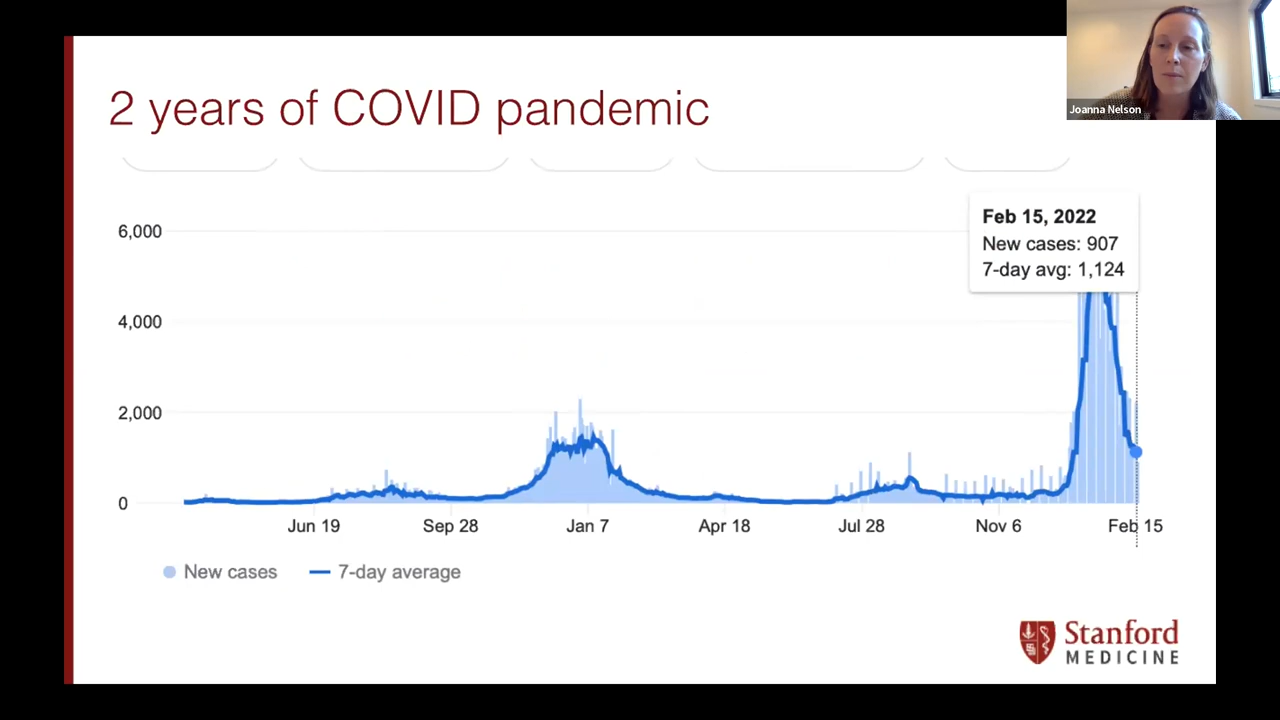 2 years of COVID pandemic
Joanna Nelson
Feb 15, 2022
New cases: 907
7-day avg: 1,124
6,000
4,000
2,000
0
Jun 19
Sep 28
Jan 7
Apr 18
Jul 28
Nov 6
Feb 15
New cases
7-day average
Stanford
MEDICINE